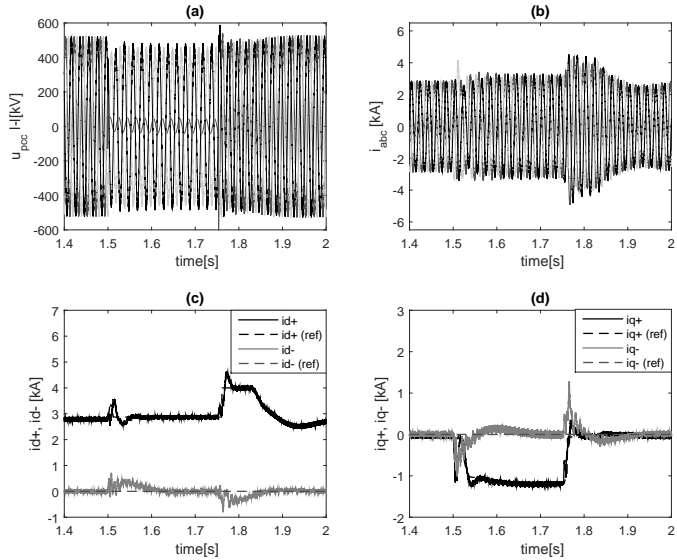 (a)
600
400
200
0
-200
-400
-600
u_pcc l-l[kV]
1.4 1.5 1.6 1.7 1.8 1.9 2
time[s]
(b)
6
4
2
0
-2
-4
-6
i_abc [kA]
1.4 1.5 1.6 1.7 1.8 1.9 2
time[s]
(c)
7
6
5
4
3
2
1
0
-1
id+, id- [kA]
id+
id+ (ref)
id-
id- (ref)
1.4 1.5 1.6 1.7 1.8 1.9 2
time[s]
(d)
3
2
1
0
-1
-2
iq+, iq- [kA]
iq+
iq+ (ref)
iq-
iq- (ref)
1.4 1.5 1.6 1.7 1.8 1.9 2
time[s]